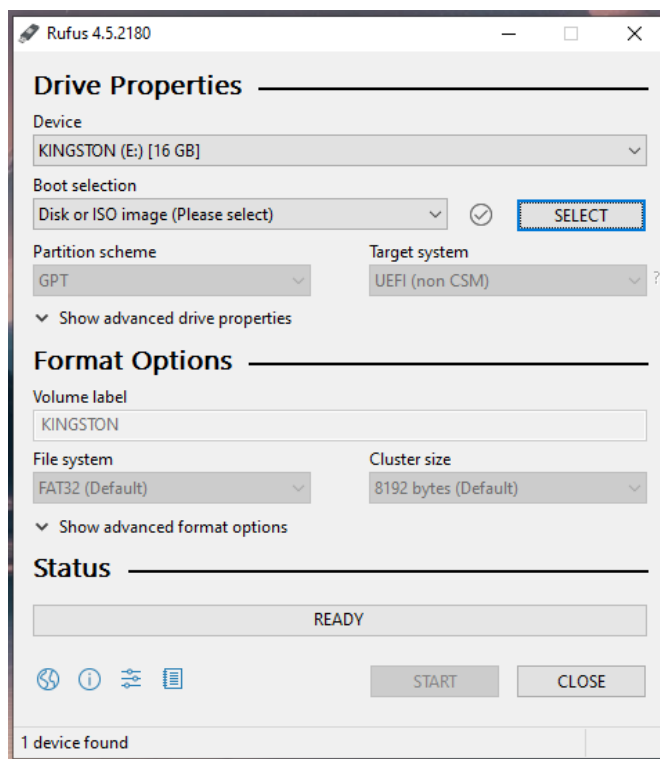 Rufus 4.5.2180
Drive Properties
Device
KINGSTON (E:) [16 GB]
Boot selection
Disk or ISO image (Please select)
SELECT
Partition scheme
Target system
GPT
UEFI (non CSM)
?
Show advanced drive properties
Format Options
Volume label
KINGSTON
File system
Cluster size
FAT32 (Default)
8192 bytes (Default)
Show advanced format options
Status
READY
START
CLOSE
1 device found